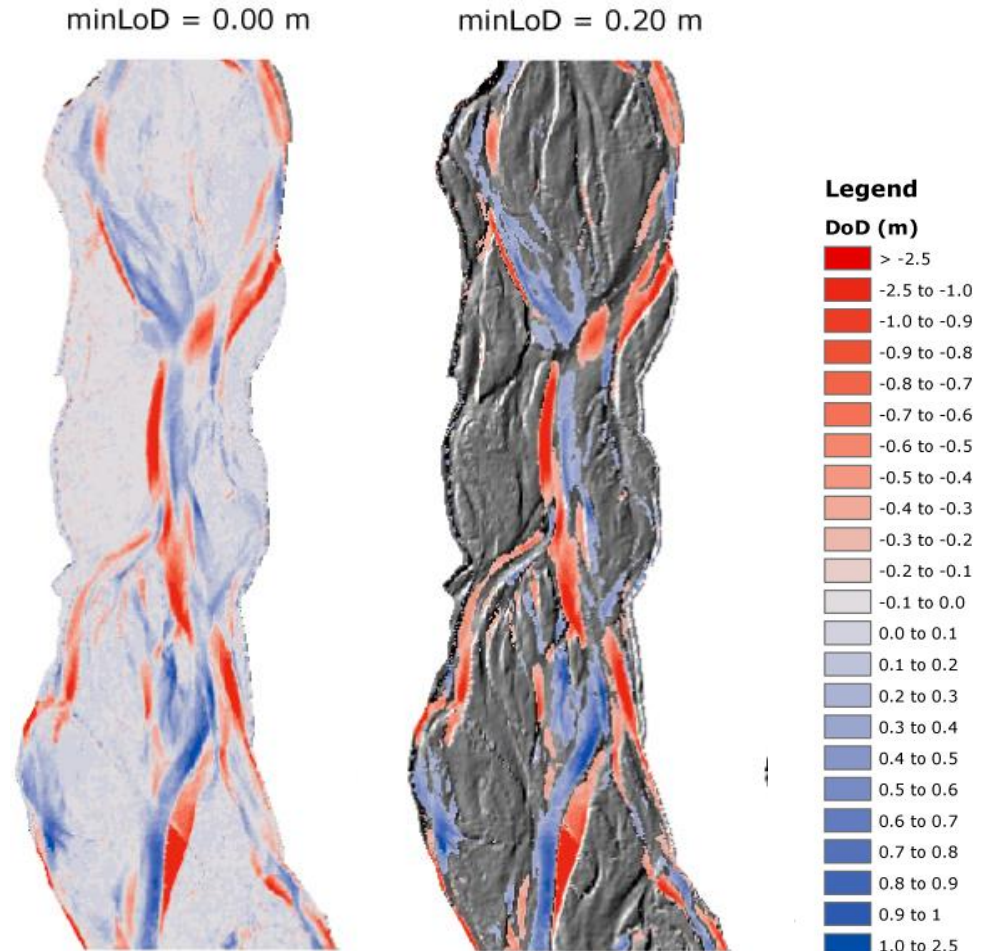 minLoD = 0.00 m
minLoD = 0.20 m
Legend
DoD (m)
> -2.5
-2.5 to -1.0
-1.0 to -0.9
-0.9 to -0.8
-0.8 to -0.7
-0.7 to -0.6
-0.6 to -0.5
-0.5 to -0.4
-0.4 to -0.3
-0.3 to -0.2
-0.2 to -0.1
-0.1 to 0.0
0.0 to 0.1
0.1 to 0.2
0.2 to 0.3
0.3 to 0.4
0.4 to 0.5
0.5 to 0.6
0.6 to 0.7
0.7 to 0.8
0.8 to 0.9
0.9 to 1
1.0 to 2.5